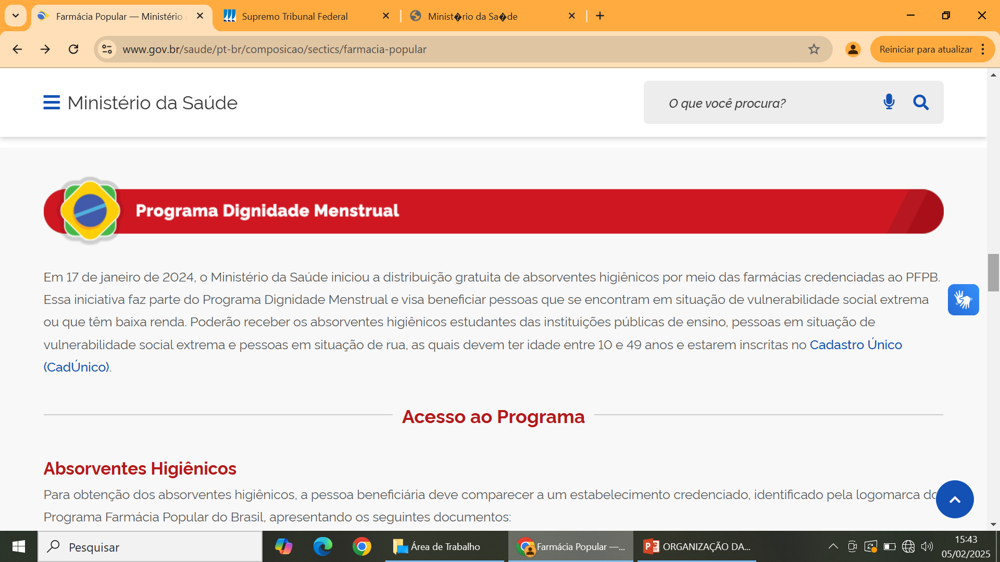 Farmácia Popular — Ministério
Supremo Tribunal Federal
Minist�rio da Sa�de
www.gov.br/saude/pt-br/composicao/sectics/farmacia-popular
Reiniciar para atualizar
Ministério da Saúde
O que você procura?
Programa Dignidade Menstrual
Em 17 de janeiro de 2024, o Ministério da Saúde iniciou a distribuição gratuita de absorventes higiênicos por meio das farmácias credenciadas ao PFPB.
Essa iniciativa faz parte do Programa Dignidade Menstrual e visa beneficiar pessoas que se encontram em situação de vulnerabilidade social extrema
ou que têm baixa renda. Poderão receber os absorventes higiênicos estudantes das instituições públicas de ensino, pessoas em situação de
vulnerabilidade social extrema e pessoas em situação de rua, as quais devem ter idade entre 10 e 49 anos e estarem inscritas no Cadastro Único
(CadÚnico).
Acesso ao Programa
Absorventes Higiênicos
Para obtenção dos absorventes higiênicos, a pessoa beneficiária deve comparecer a um estabelecimento credenciado, identificado pela logomarca do
Programa Farmácia Popular do Brasil, apresentando os seguintes documentos:
Pesquisar
Área de Trabalho
Farmácia Popular —...
ORGANIZAÇÃO DA...
15:43
05/02/2025